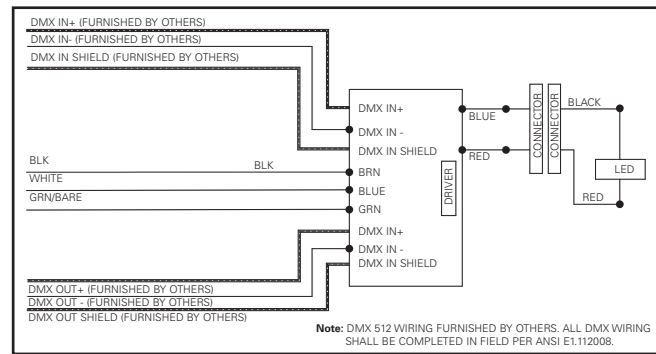 DMX IN+ (FURNISHED BY OTHERS)
DMX IN- (FURNISHED BY OTHERS)
DMX IN SHIELD (FURNISHED BY OTHERS)
DMX IN+
DMX IN -
DMX IN SHIELD
BLK
BLK
BRN
WHITE
BLUE
GRN/BARE
GRN
DMX IN+
DMX IN -
DMX IN SHIELD
DRIVER
BLUE
RED
CONNECTOR
CONNECTOR
BLACK
LED
RED
DMX OUT+ (FURNISHED BY OTHERS)
DMX OUT - (FURNISHED BY OTHERS)
DMX OUT SHIELD (FURNISHED BY OTHERS)
Note: DMX 512 WIRING FURNISHED BY OTHERS. ALL DMX WIRING
SHALL BE COMPLETED IN FIELD PER ANSI E1.112008.